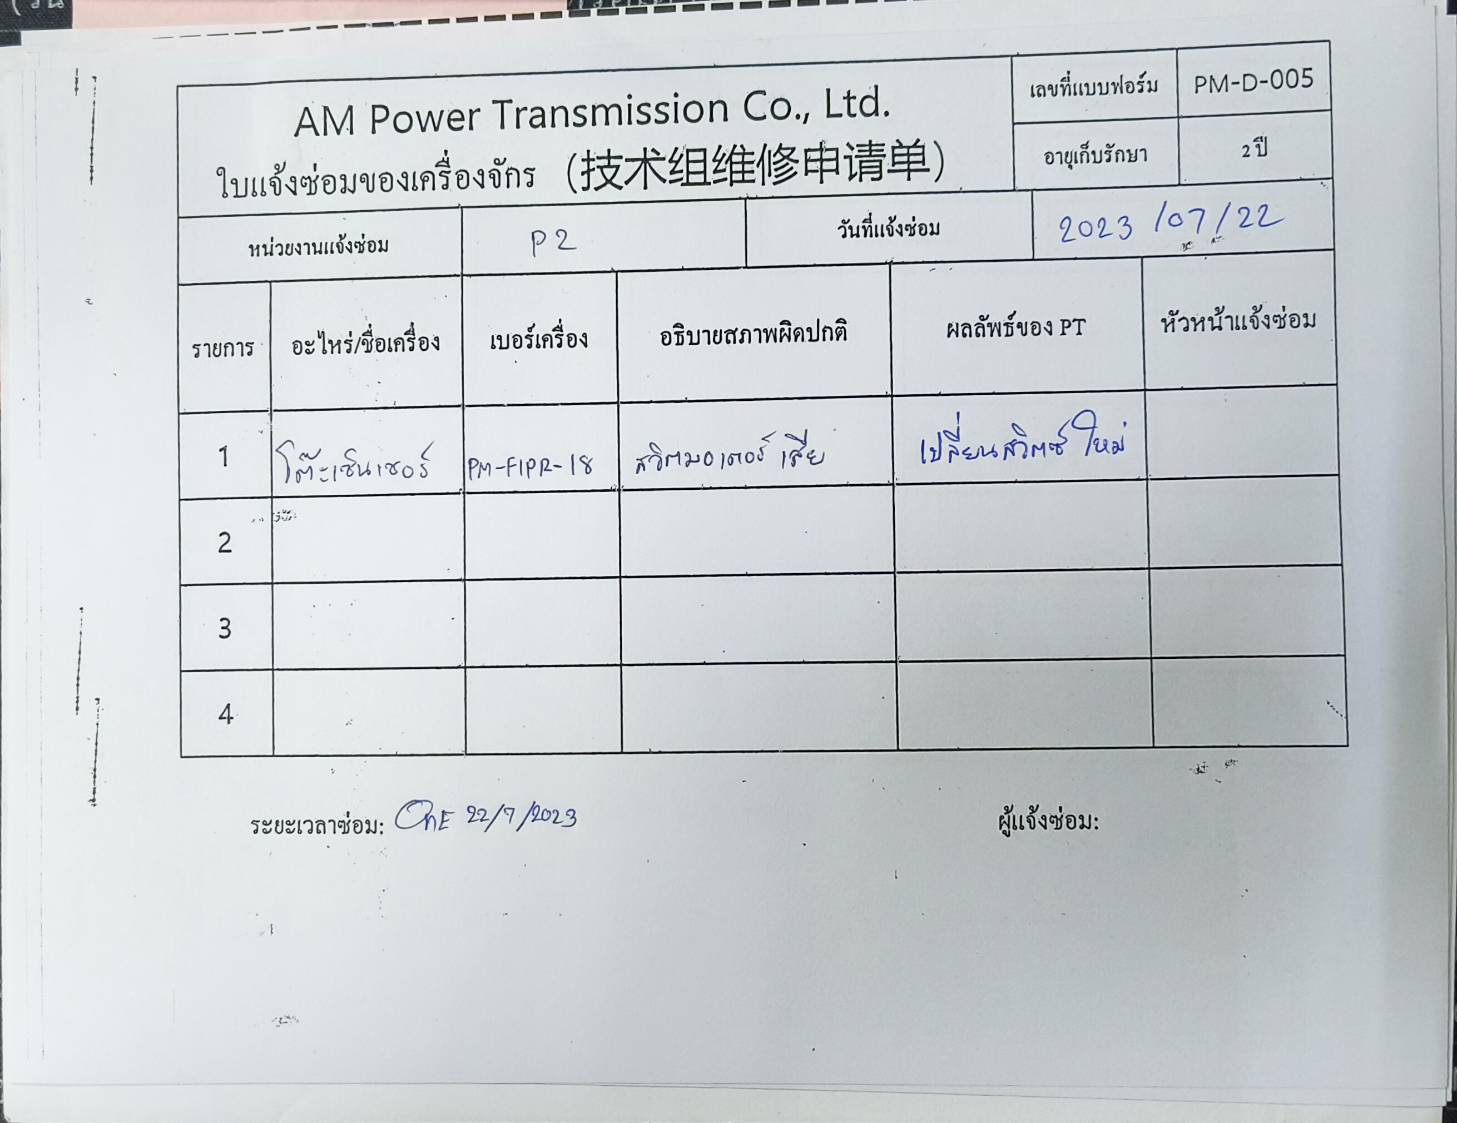 AM Power Transmission Co., Ltd.
ใบแจ้งซ่อมของเครื่องจักร (技术组维修申请单)
เลขที่แบบฟอร์ม PM-D-005
อายุเก็บรักษา 2 ปี
หน่วยงานแจ้งซ่อม P2 วันที่แจ้งซ่อม 2023/07/22
รายการ อะไหร่/ชื่อเครื่อง เบอร์เครื่อง อธิบายสภาพผิดปกติ ผลลัพธ์ของ PT หัวหน้าแจ้งซ่อม
1 โต๊ะเซินเซอร์ PM-FIPR-18 สวิตมอเตอร์ เสีย เปลี่ยนสวิตซ์ ใหม่
2
3
4
ระยะเวลาซ่อม: OnE 22/7/2023 ผู้แจ้งซ่อม: